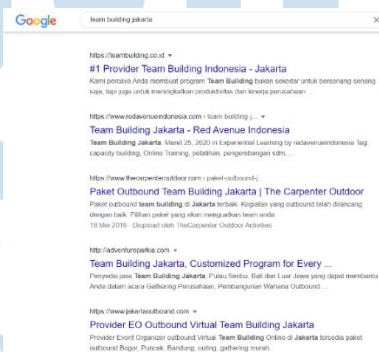 Google
team building jakarta
https://teambuilding.co.id
#1 Provider Team Building Indonesia - Jakarta
Kami percaya Anda membuat program Team Building bukan sekedar untuk bersenang senang
saja, tapi juga untuk meningkatkan produktivitas dan kinerja perusahaan ...
https://www.redavenueindonesia.com › team-building-j...
Team Building Jakarta - Red Avenue Indonesia
Team Building Jakarta. Maret 25, 2020 in Experiential Learning by redavenueindonesia Tag:
capacity building, Online Training, pelatihan, pengembangan sdm, ...
https://www.thecarpenteroutdoor.com › paket-outbound-j...
Paket Outbound Team Building Jakarta | The Carpenter Outdoor
Paket outbound team building di Jakarta terbaik. Kegiatan yang outbound telah dirancang
dengan baik. Pilihan paket yang akan menguatkan team anda.
18 Mei 2019 · Diupload oleh TheCarpenter Outdoor Activities
http://adventureparkia.com
Team Building Jakarta, Customized Program for Every ...
Penyedia jasa Team Building Jakarta, Pulau Seribu, Bali dan Luar Jawa yang dapat membantu
Anda dalam acara Gathering Perusahaan, Pembangunan Wahana Outbound ...
https://www.jakartaoutbound.com
Provider EO Outbound Virtual Team Building Jakarta
Provider Event Organizer outbound Virtual Team Building Online di Jakarta tersedia paket
outbound Bogor, Puncak, Bandung, outing, gathering murah.